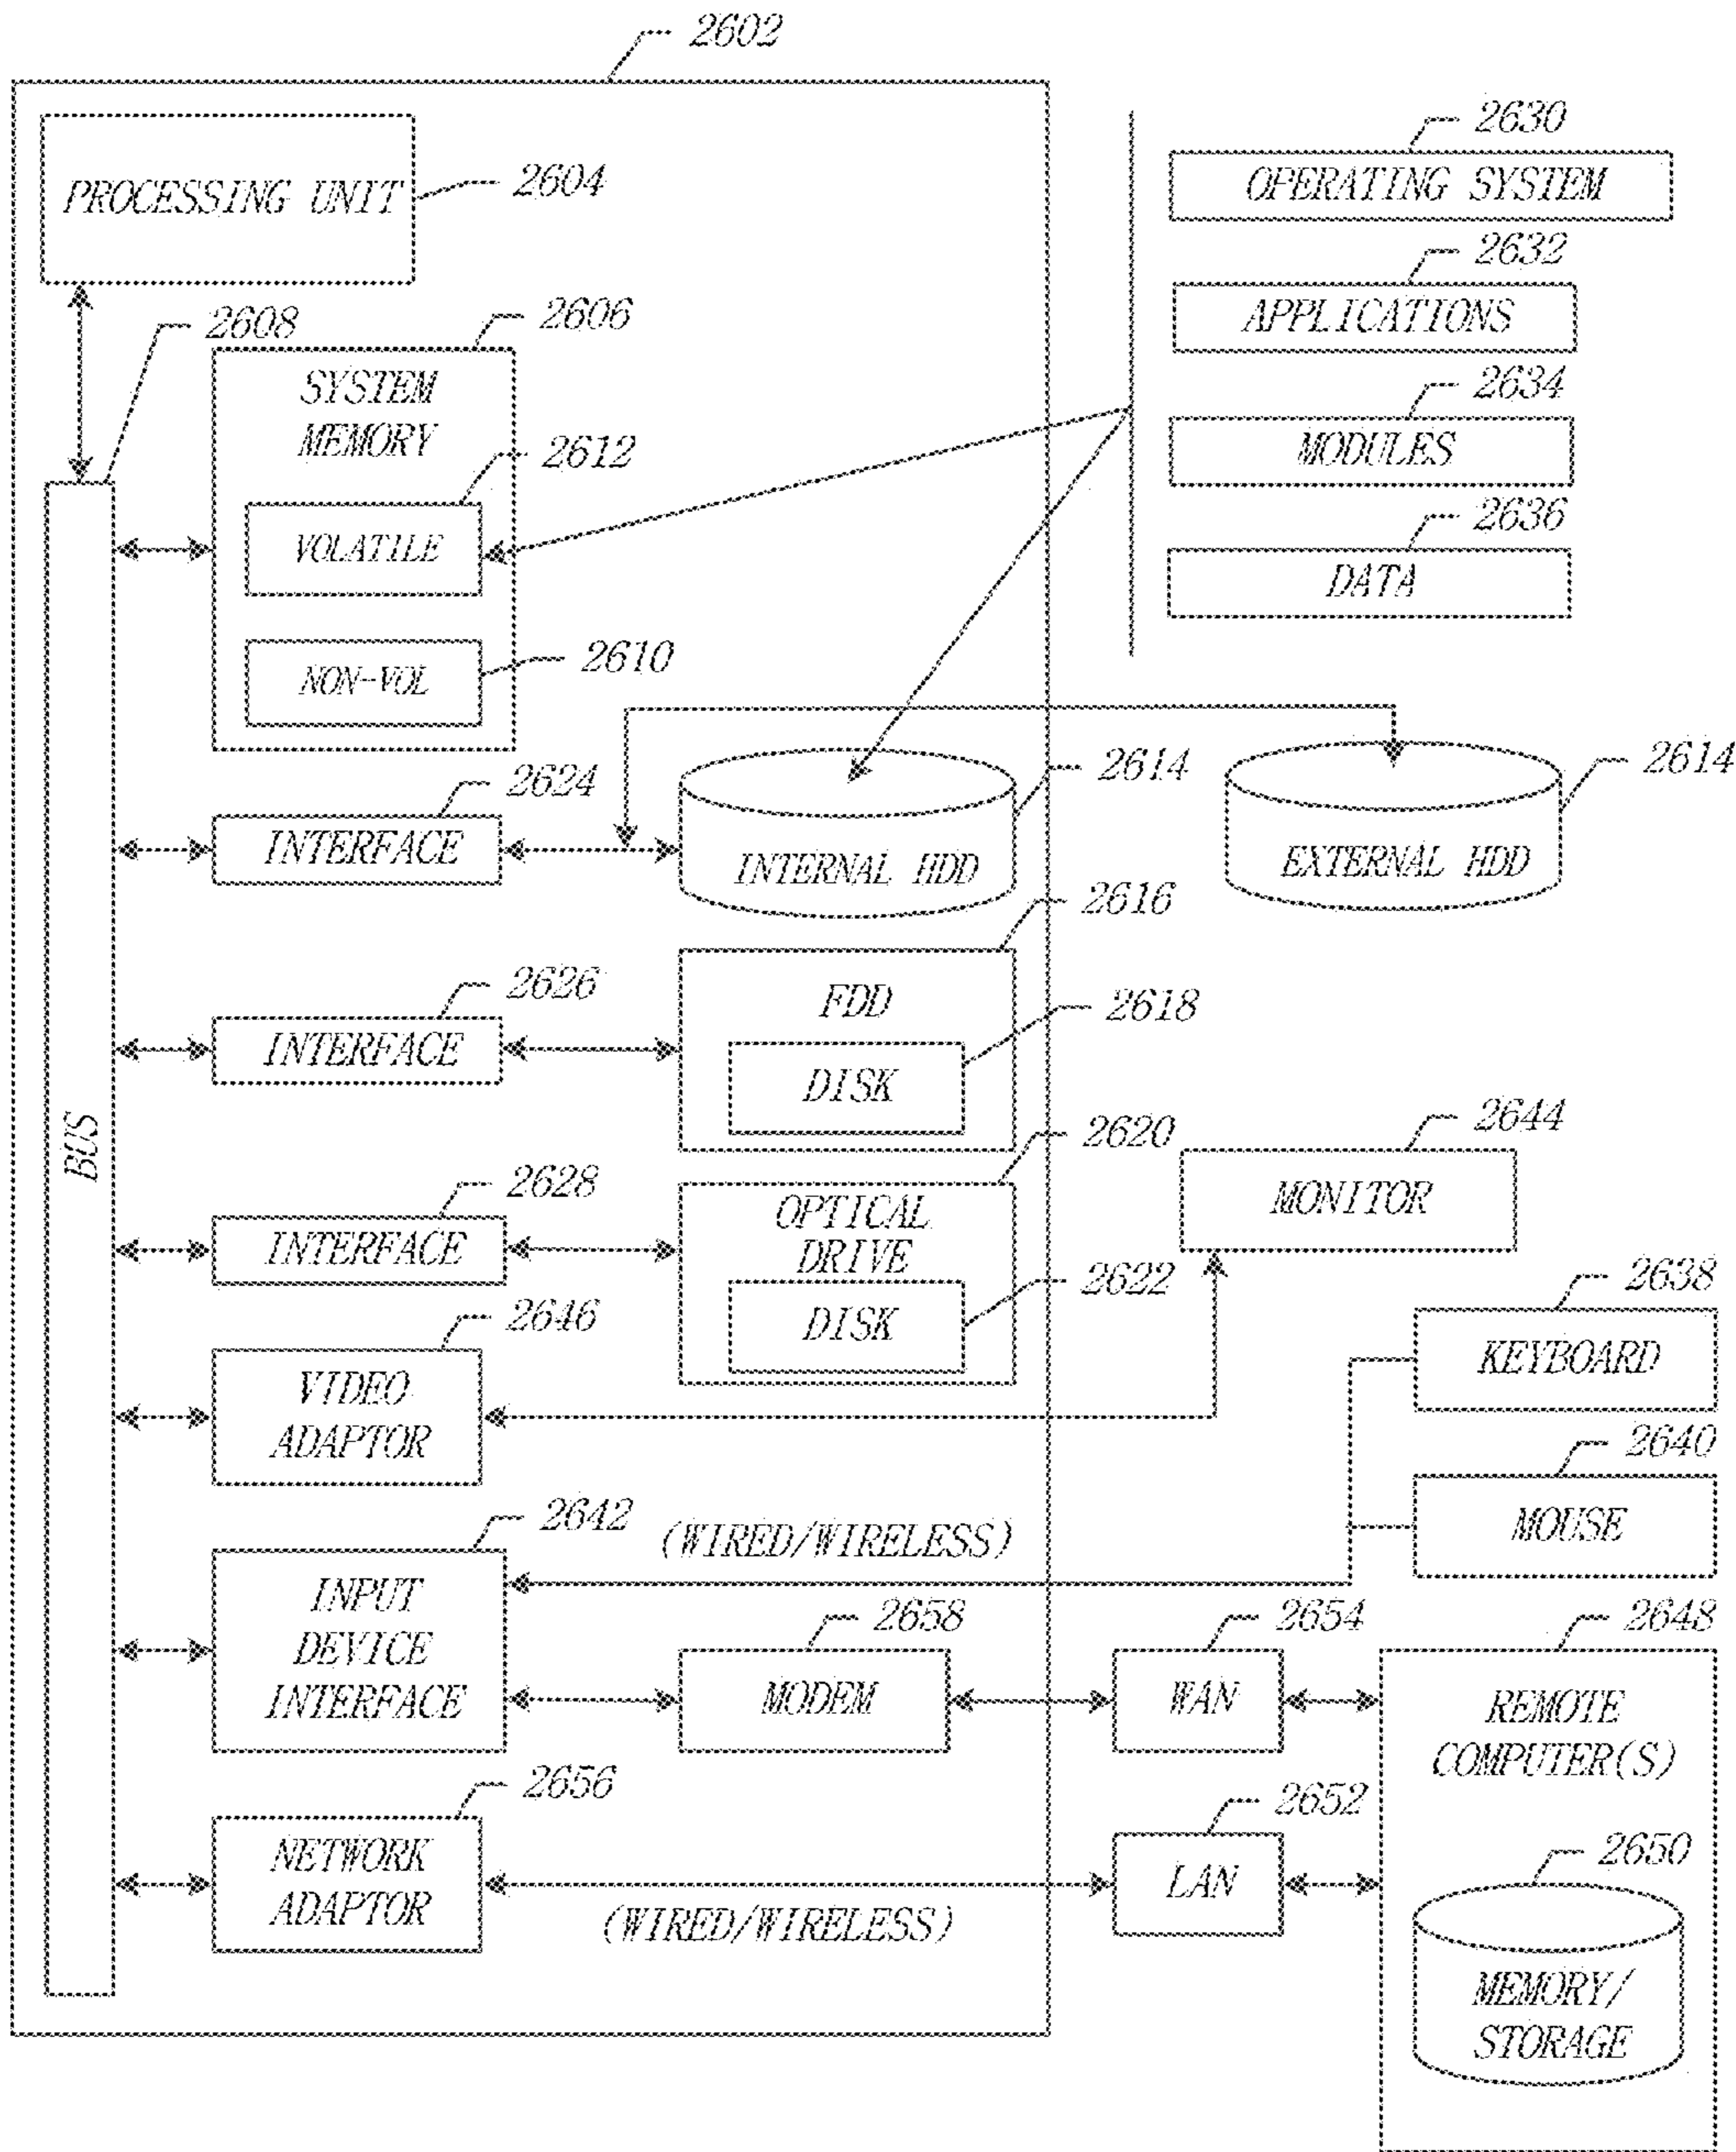 2602
2630
PROCESSING UNIT
2604
OPERATING SYSTEM
2632
2608
2606
APPLICATIONS
SYSTEM
MEMORY
2634
2612
MODULES
VOLATILE
2636
DATA
2610
NON-VOL
2624
2614
2614
INTERFACE
INTERNAL HDD
EXTERNAL HDD
2616
2626
FDD
2618
INTERFACE
DISK
BUS
2620
2644
2628
OPTICAL
DRIVE
MONITOR
INTERFACE
2622
2638
2646
DISK
KEYBOARD
VIDEO
ADAPTOR
2640
2642
(WIRED/WIRELESS)
MOUSE
INPUT
DEVICE
INTERFACE
2658
2654
2648
MODEM
WAN
REMOTE
COMPUTER(S)
2656
2652
NETWORK
ADAPTOR
LAN
2650
(WIRED/WIRELESS)
MEMORY/
STORAGE